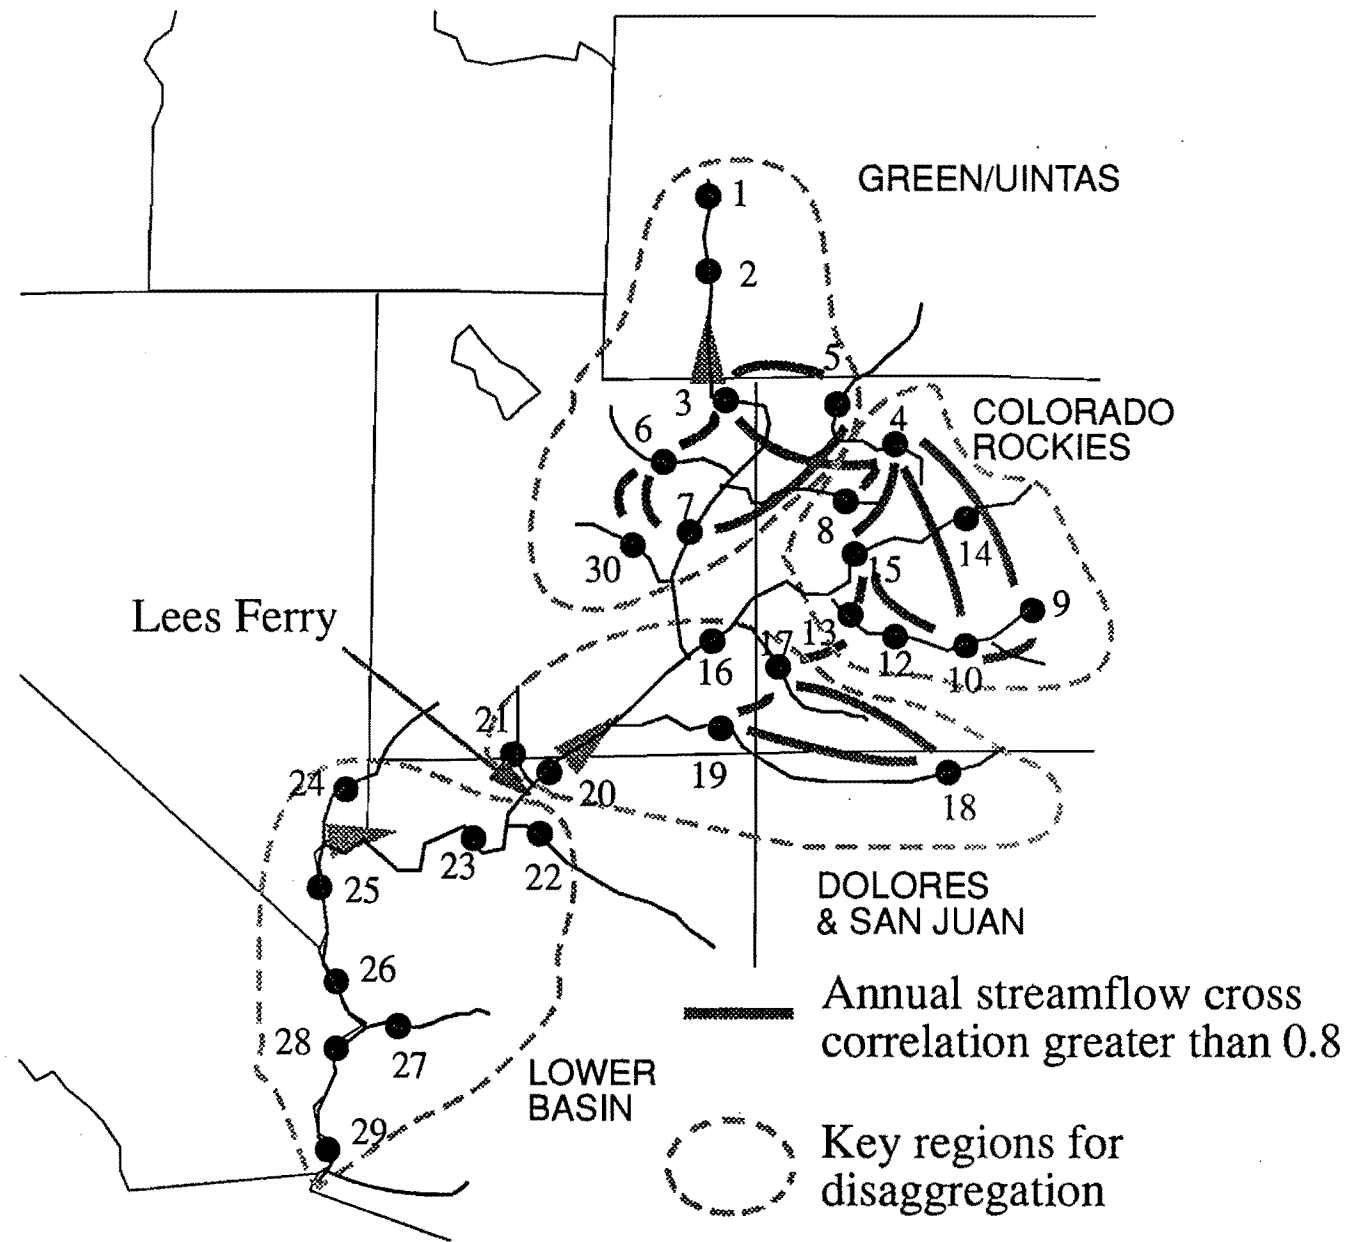 1
GREEN/UINTAS
2
5
3
4
COLORADO
ROCKIES
6
7
8
14
30
15
9
Lees Ferry
13
17
12
10
16
21
19
18
24
20
23
22
25
DOLORES
& SAN JUAN
26
Annual streamflow cross
correlation greater than 0.8
28
27
LOWER
BASIN
29
Key regions for
disaggregation